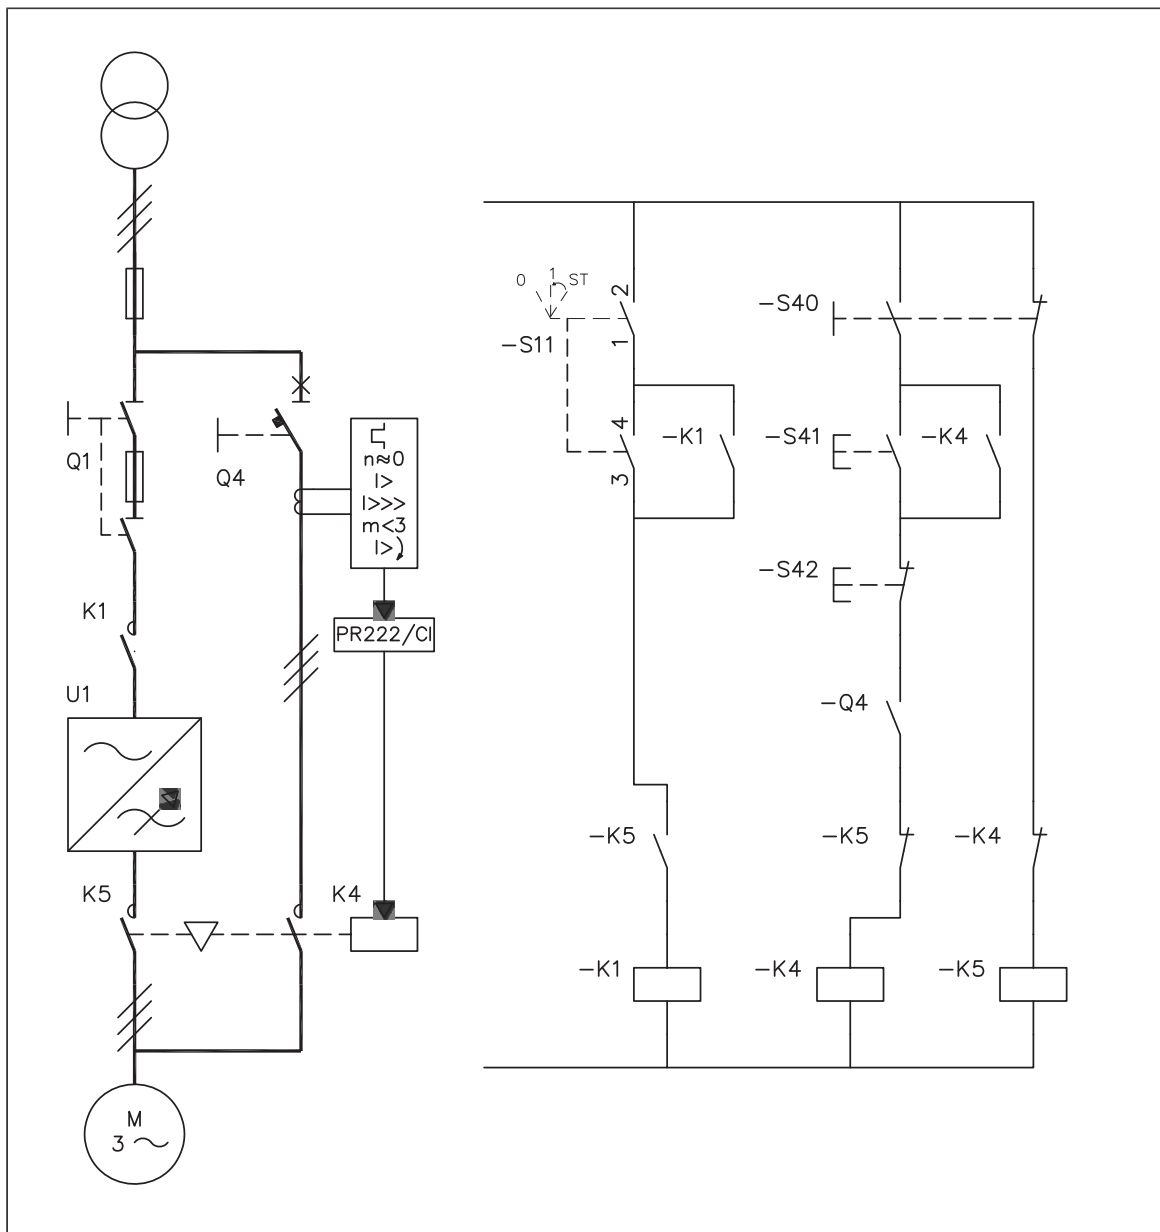 0
1
ST
2
-S11
1
-S40
4
-K1
3
-S41
-K4
Q1
Q4
n≈0
I>
I>>>
m<3
I>
-S42
K1
PR222/CI
U1
-Q4
-K5
-K5
-K4
K5
K4
-K1
-K4
-K5
M
3